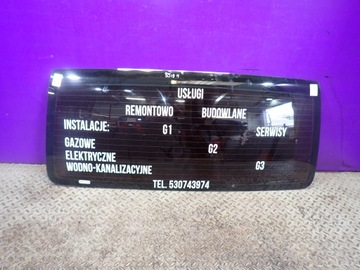 USŁUGI
REMONTOWO BUDOWLANE
INSTALACJE: G1 SERWISY
GAZOWE G2
ELEKTRYCZNE G3
WODNO-KANALIZACYJNE
TEL. 530743974